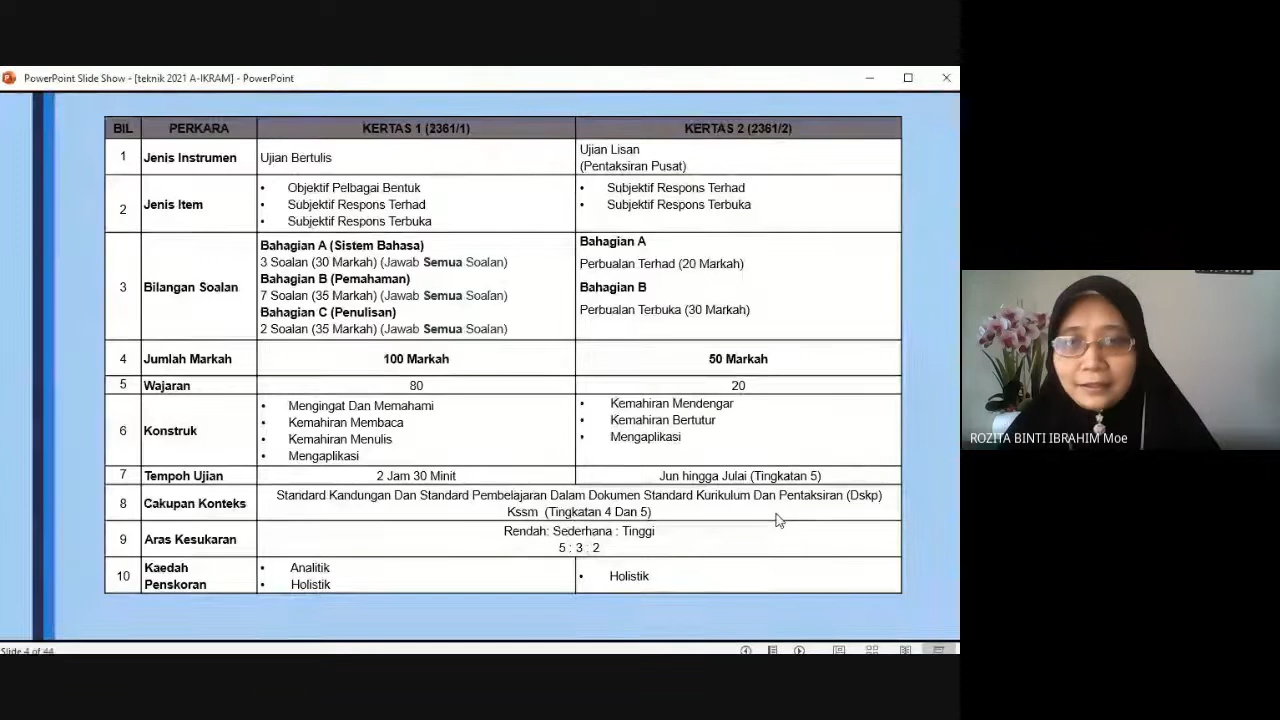 PowerPoint Slide Show - [teknik 2021 A-IKRAM] - PowerPoint
BIL PERKARA KERTAS 1 (2361/1) KERTAS 2 (2361/2)
1 Jenis Instrumen Ujian Bertulis Ujian Lisan
(Pentaksiran Pusat)
2 Jenis Item
• Objektif Pelbagai Bentuk
• Subjektif Respons Terhad
• Subjektif Respons Terbuka
• Subjektif Respons Terhad
• Subjektif Respons Terbuka
3 Bilangan Soalan
Bahagian A (Sistem Bahasa)
3 Soalan (30 Markah) (Jawab Semua Soalan)
Bahagian B (Pemahaman)
7 Soalan (35 Markah) (Jawab Semua Soalan)
Bahagian C (Penulisan)
2 Soalan (35 Markah) (Jawab Semua Soalan)
Bahagian A
Perbualan Terhad (20 Markah)
Bahagian B
Perbualan Terbuka (30 Markah)
4 Jumlah Markah 100 Markah 50 Markah
5 Wajaran 80 20
6 Konstruk
• Mengingat Dan Memahami
• Kemahiran Membaca
• Kemahiran Menulis
• Mengaplikasi
• Kemahiran Mendengar
• Kemahiran Bertutur
• Mengaplikasi
7 Tempoh Ujian 2 Jam 30 Minit Jun hingga Julai (Tingkatan 5)
8 Cakupan Konteks
Standard Kandungan Dan Standard Pembelajaran Dalam Dokumen Standard Kurikulum Dan Pentaksiran (Dskp)
Kssm (Tingkatan 4 Dan 5)
9 Aras Kesukaran
Rendah: Sederhana : Tinggi
5 : 3 : 2
10 Kaedah
Penskoran
• Analitik
• Holistik
• Holistik
Slide 4 of 44
ROZITA BINTI IBRAHIM Moe